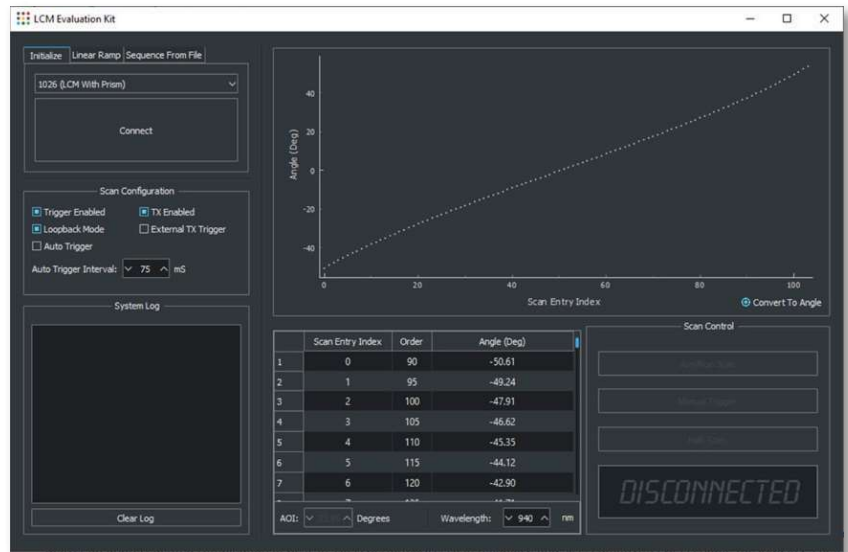 LCM Evaluation Kit
Initialize Linear Ramp Sequence From File
1026 (LCM With Prism)
Connect
Scan Configuration
Trigger Enabled TX Enabled
Loopback Mode External TX Trigger
Auto Trigger
Auto Trigger Interval: 75 mS
System Log
Clear Log
Angle (Deg)
40
20
0
-20
-40
0 20 40 60 80 100
Scan Entry Index
Convert To Angle
Scan Entry Index Order Angle (Deg)
1 0 90 -50.61
2 1 95 -49.24
3 2 100 -47.91
4 3 105 -46.62
5 4 110 -45.35
6 5 115 -44.12
7 6 120 -42.90
AOI: Degrees Wavelength: 940 nm
Scan Control
Manual Trigger
DISCONNECTED